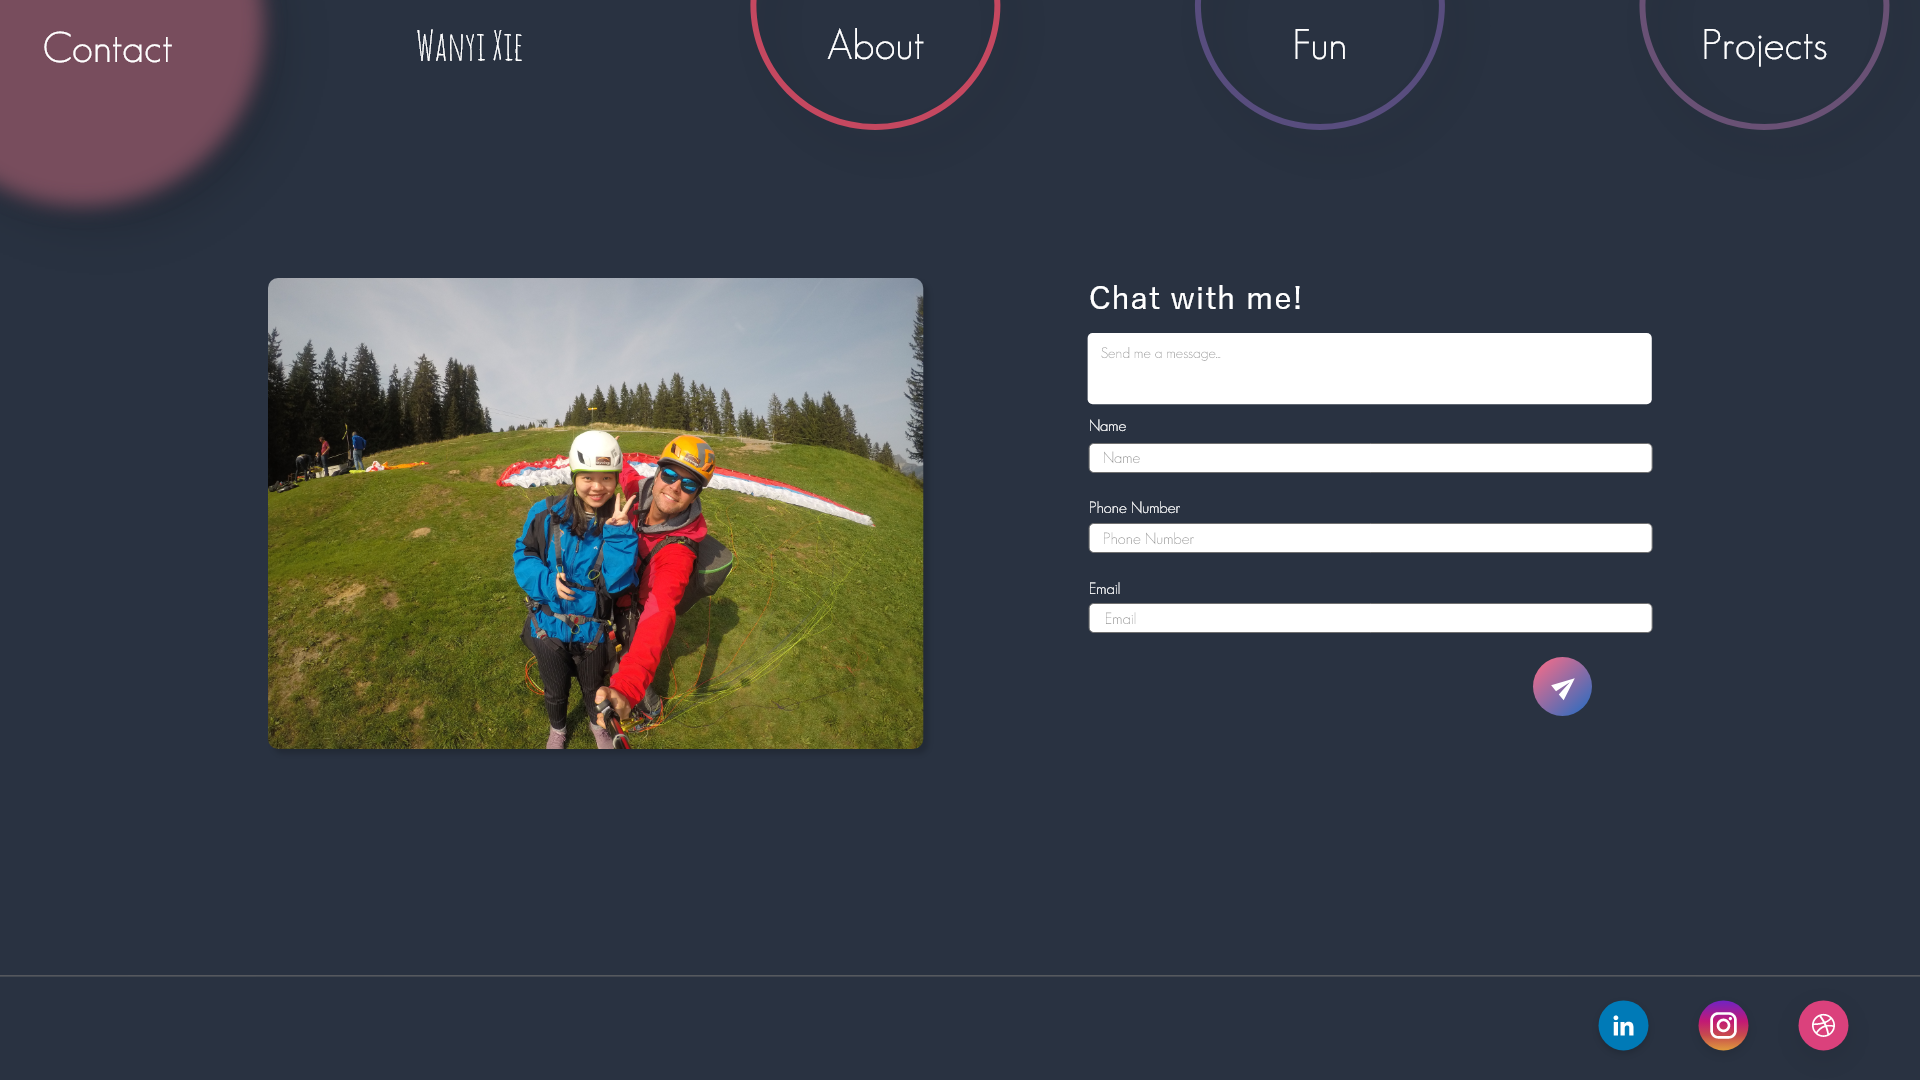 Contact
WANYI XIE
About
Fun
Projects
Chat with me!
Send me a message...
Name
Name
Phone Number
Phone Number
Email
Email
in